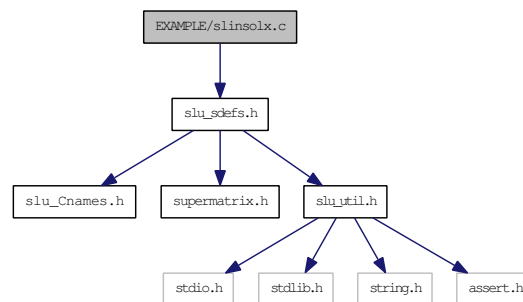 EXAMPLE/slinsolx.c
slu_sdefs.h
slu_Cnames.h
supermatrix.h
slu_util.h
stdio.h
stdlib.h
string.h
assert.h